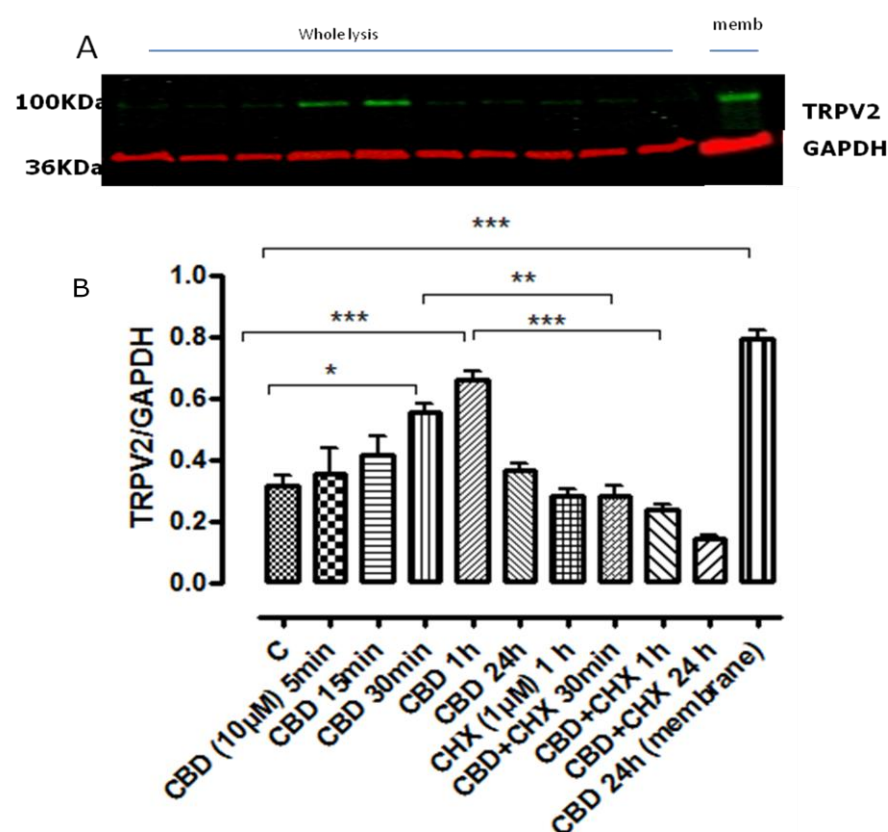 A
Whole lysis
memb
100KDa
TRPV2
GAPDH
36KDa
B
***
**
***
***
*
TRPV2/GAPDH
1.0
0.8
0.6
0.4
0.2
0.0
C
CBD (10µM) 5min
CBD 15min
CBD 30min
CBD 1h
CBD 24h
CHX (1µM) 1 h
CBD+CHX 30min
CBD+CHX 1h
CBD+CHX 24 h
CBD 24h (membrane)